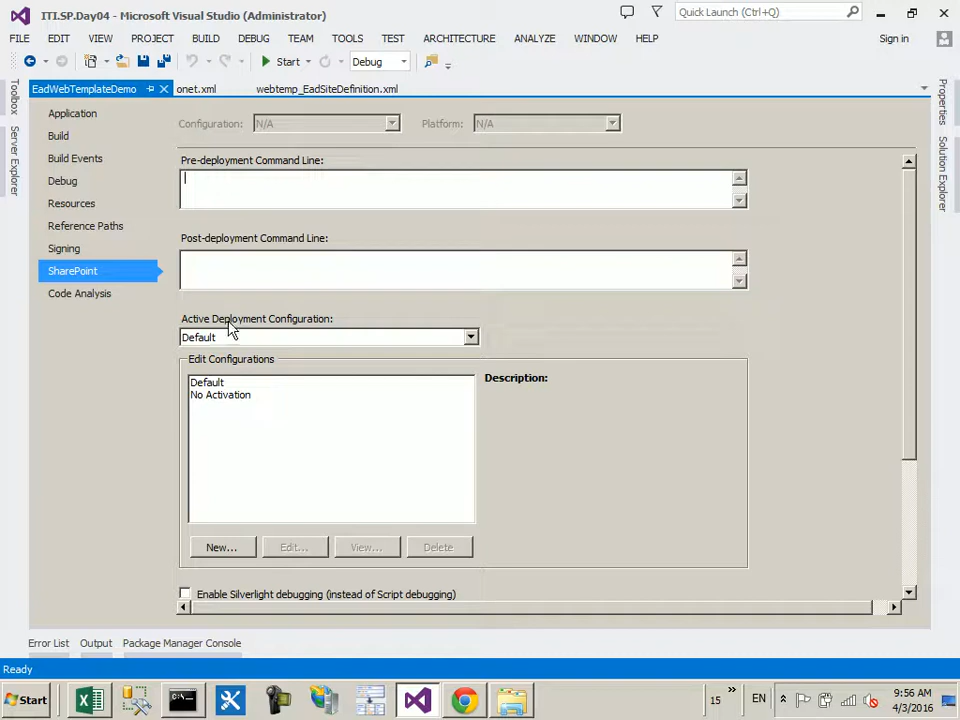 ITI.SP.Day04 - Microsoft Visual Studio (Administrator)
Quick Launch (Ctrl+Q)
FILE EDIT VIEW PROJECT BUILD DEBUG TEAM TOOLS TEST ARCHITECTURE ANALYZE WINDOW HELP Sign in
Start Debug
EadWebTemplateDemo onet.xml webtemp_EadSiteDefinition.xml
Toolbox
Server Explorer
Properties
Solution Explorer
Application
Build
Build Events
Debug
Resources
Reference Paths
Signing
SharePoint
Code Analysis
Configuration: N/A Platform: N/A
Pre-deployment Command Line:
Post-deployment Command Line:
Active Deployment Configuration:
Default
Edit Configurations
Default
No Activation
Description:
New... Edit... View... Delete
Enable Silverlight debugging (instead of Script debugging)
Error List Output Package Manager Console
Ready
Start 15 EN 9:56 AM
4/3/2016